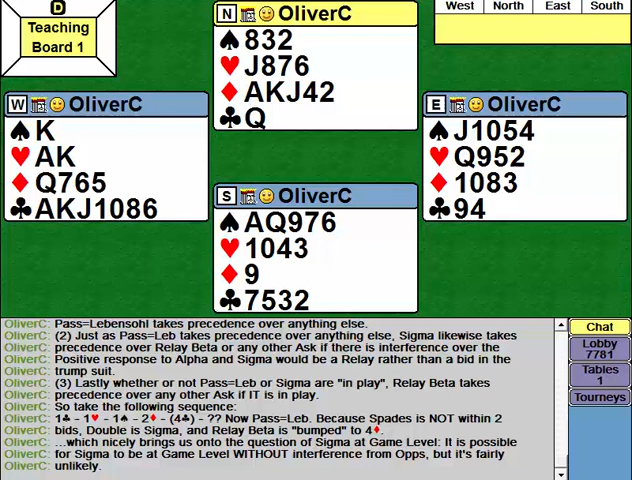 D
Teaching
Board 1
N OliverC
♠832
♥J876
♦AKJ42
♣Q
West North East South
W OliverC
♠K
♥AK
♦Q765
♣AKJ1086
E OliverC
♠J1054
♥Q952
♦1083
♣94
S OliverC
♠AQ976
♥1043
♦9
♣7532
OliverC: Pass=Lebensohl takes precedence over anything else.
OliverC: (2) Just as Pass=Leb takes precedence over anything else, Sigma likewise takes
precedence over Relay Beta or any other Ask if there is interference over the
Positive response to Alpha and Sigma would be a Relay rather than a bid in the
trump suit.
OliverC: (3) Lastly whether or not Pass=Leb or Sigma are "in play", Relay Beta takes
precedence over any other Ask if IT is in play.
OliverC: So take the following sequence:
OliverC: 1♣ - 1♥ - 1♠ - 2♦ - (4♣) - ?? Now Pass=Leb. Because Spades is NOT within 2
bids, Double is Sigma, and Relay Beta is "bumped" to 4♦.
OliverC: ...which nicely brings us onto the question of Sigma at Game Level: It is possible
for Sigma to be at Game Level WITHOUT interference from Opps, but it's fairly
unlikely.
OliverC:
Chat
Lobby
7781
Tables
1
Tourneys